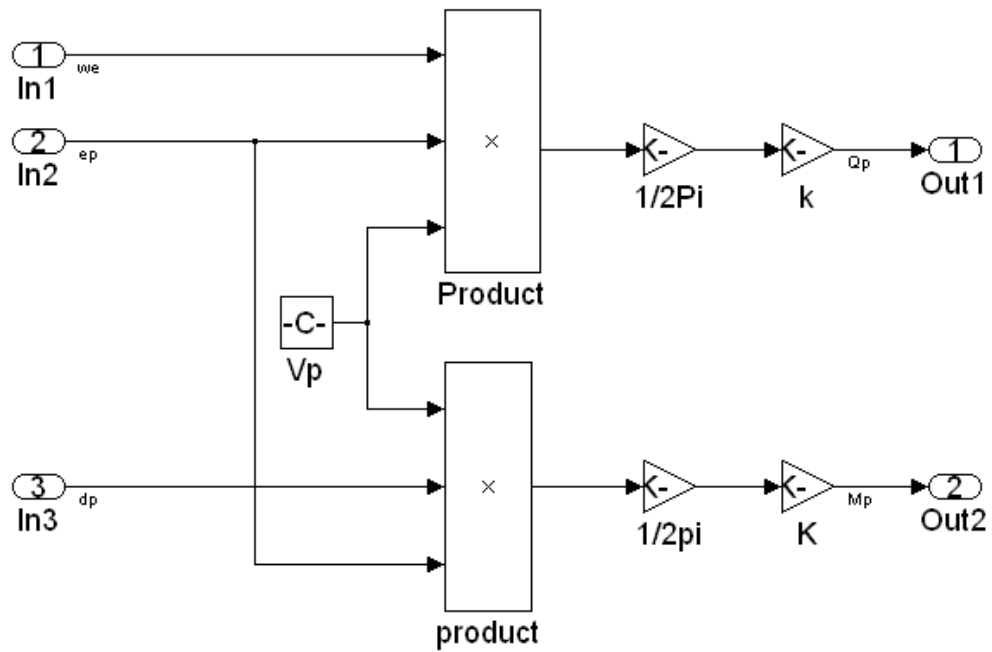 1
we
In1
2
ep
In2
×
1/2Pi
k
Qp
1
Out1
Product
-C-
Vp
3
dp
In3
×
1/2pi
K
Mp
2
Out2
product
K-
K-
K-
K-